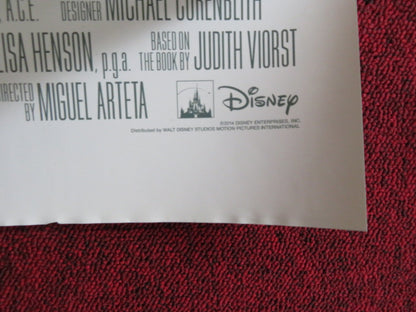 A.C.E. DESIGNER MICHAEL CORENBLITH
LISA HENSON, p.g.a. BASED ON THE BOOK BY JUDITH VIORST
DIRECTED BY MIGUEL ARTETA
Disney
©2014 DISNEY ENTERPRISES, INC.
Distributed by WALT DISNEY STUDIOS MOTION PICTURES INTERNATIONAL